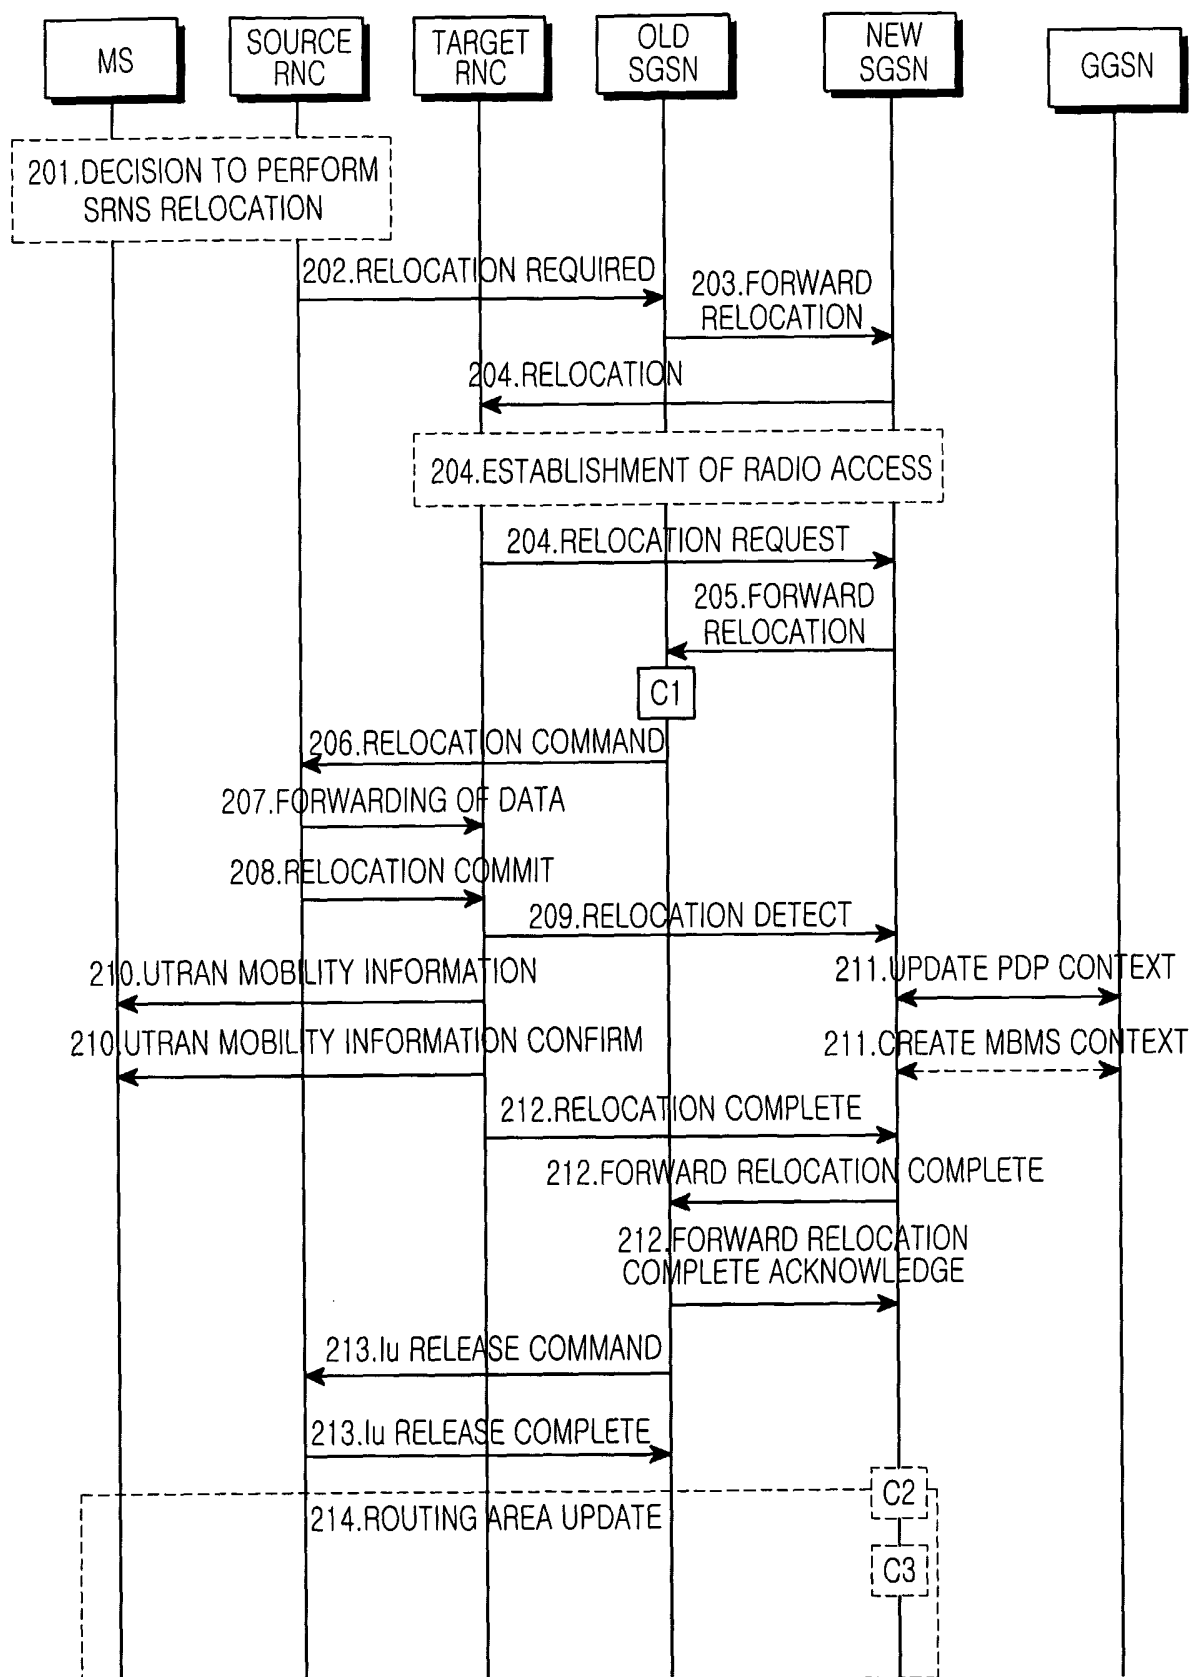 MS
SOURCE
RNC
TARGET
RNC
OLD
SGSN
NEW
SGSN
GGSN
201.DECISION TO PERFORM
SRNS RELOCATION
202.RELOCATION REQUIRED
203.FORWARD
RELOCATION
204.RELOCATION
204.ESTABLISHMENT OF RADIO ACCESS
204.RELOCATION REQUEST
205.FORWARD
RELOCATION
C1
206.RELOCATION COMMAND
207.FORWARDING OF DATA
208.RELOCATION COMMIT
209.RELOCATION DETECT
210.UTRAN MOBILITY INFORMATION
211.UPDATE PDP CONTEXT
210.UTRAN MOBILITY INFORMATION CONFIRM
211.CREATE MBMS CONTEXT
212.RELOCATION COMPLETE
212.FORWARD RELOCATION COMPLETE
212.FORWARD RELOCATION
COMPLETE ACKNOWLEDGE
213.Iu RELEASE COMMAND
213.Iu RELEASE COMPLETE
C2
214.ROUTING AREA UPDATE
C3